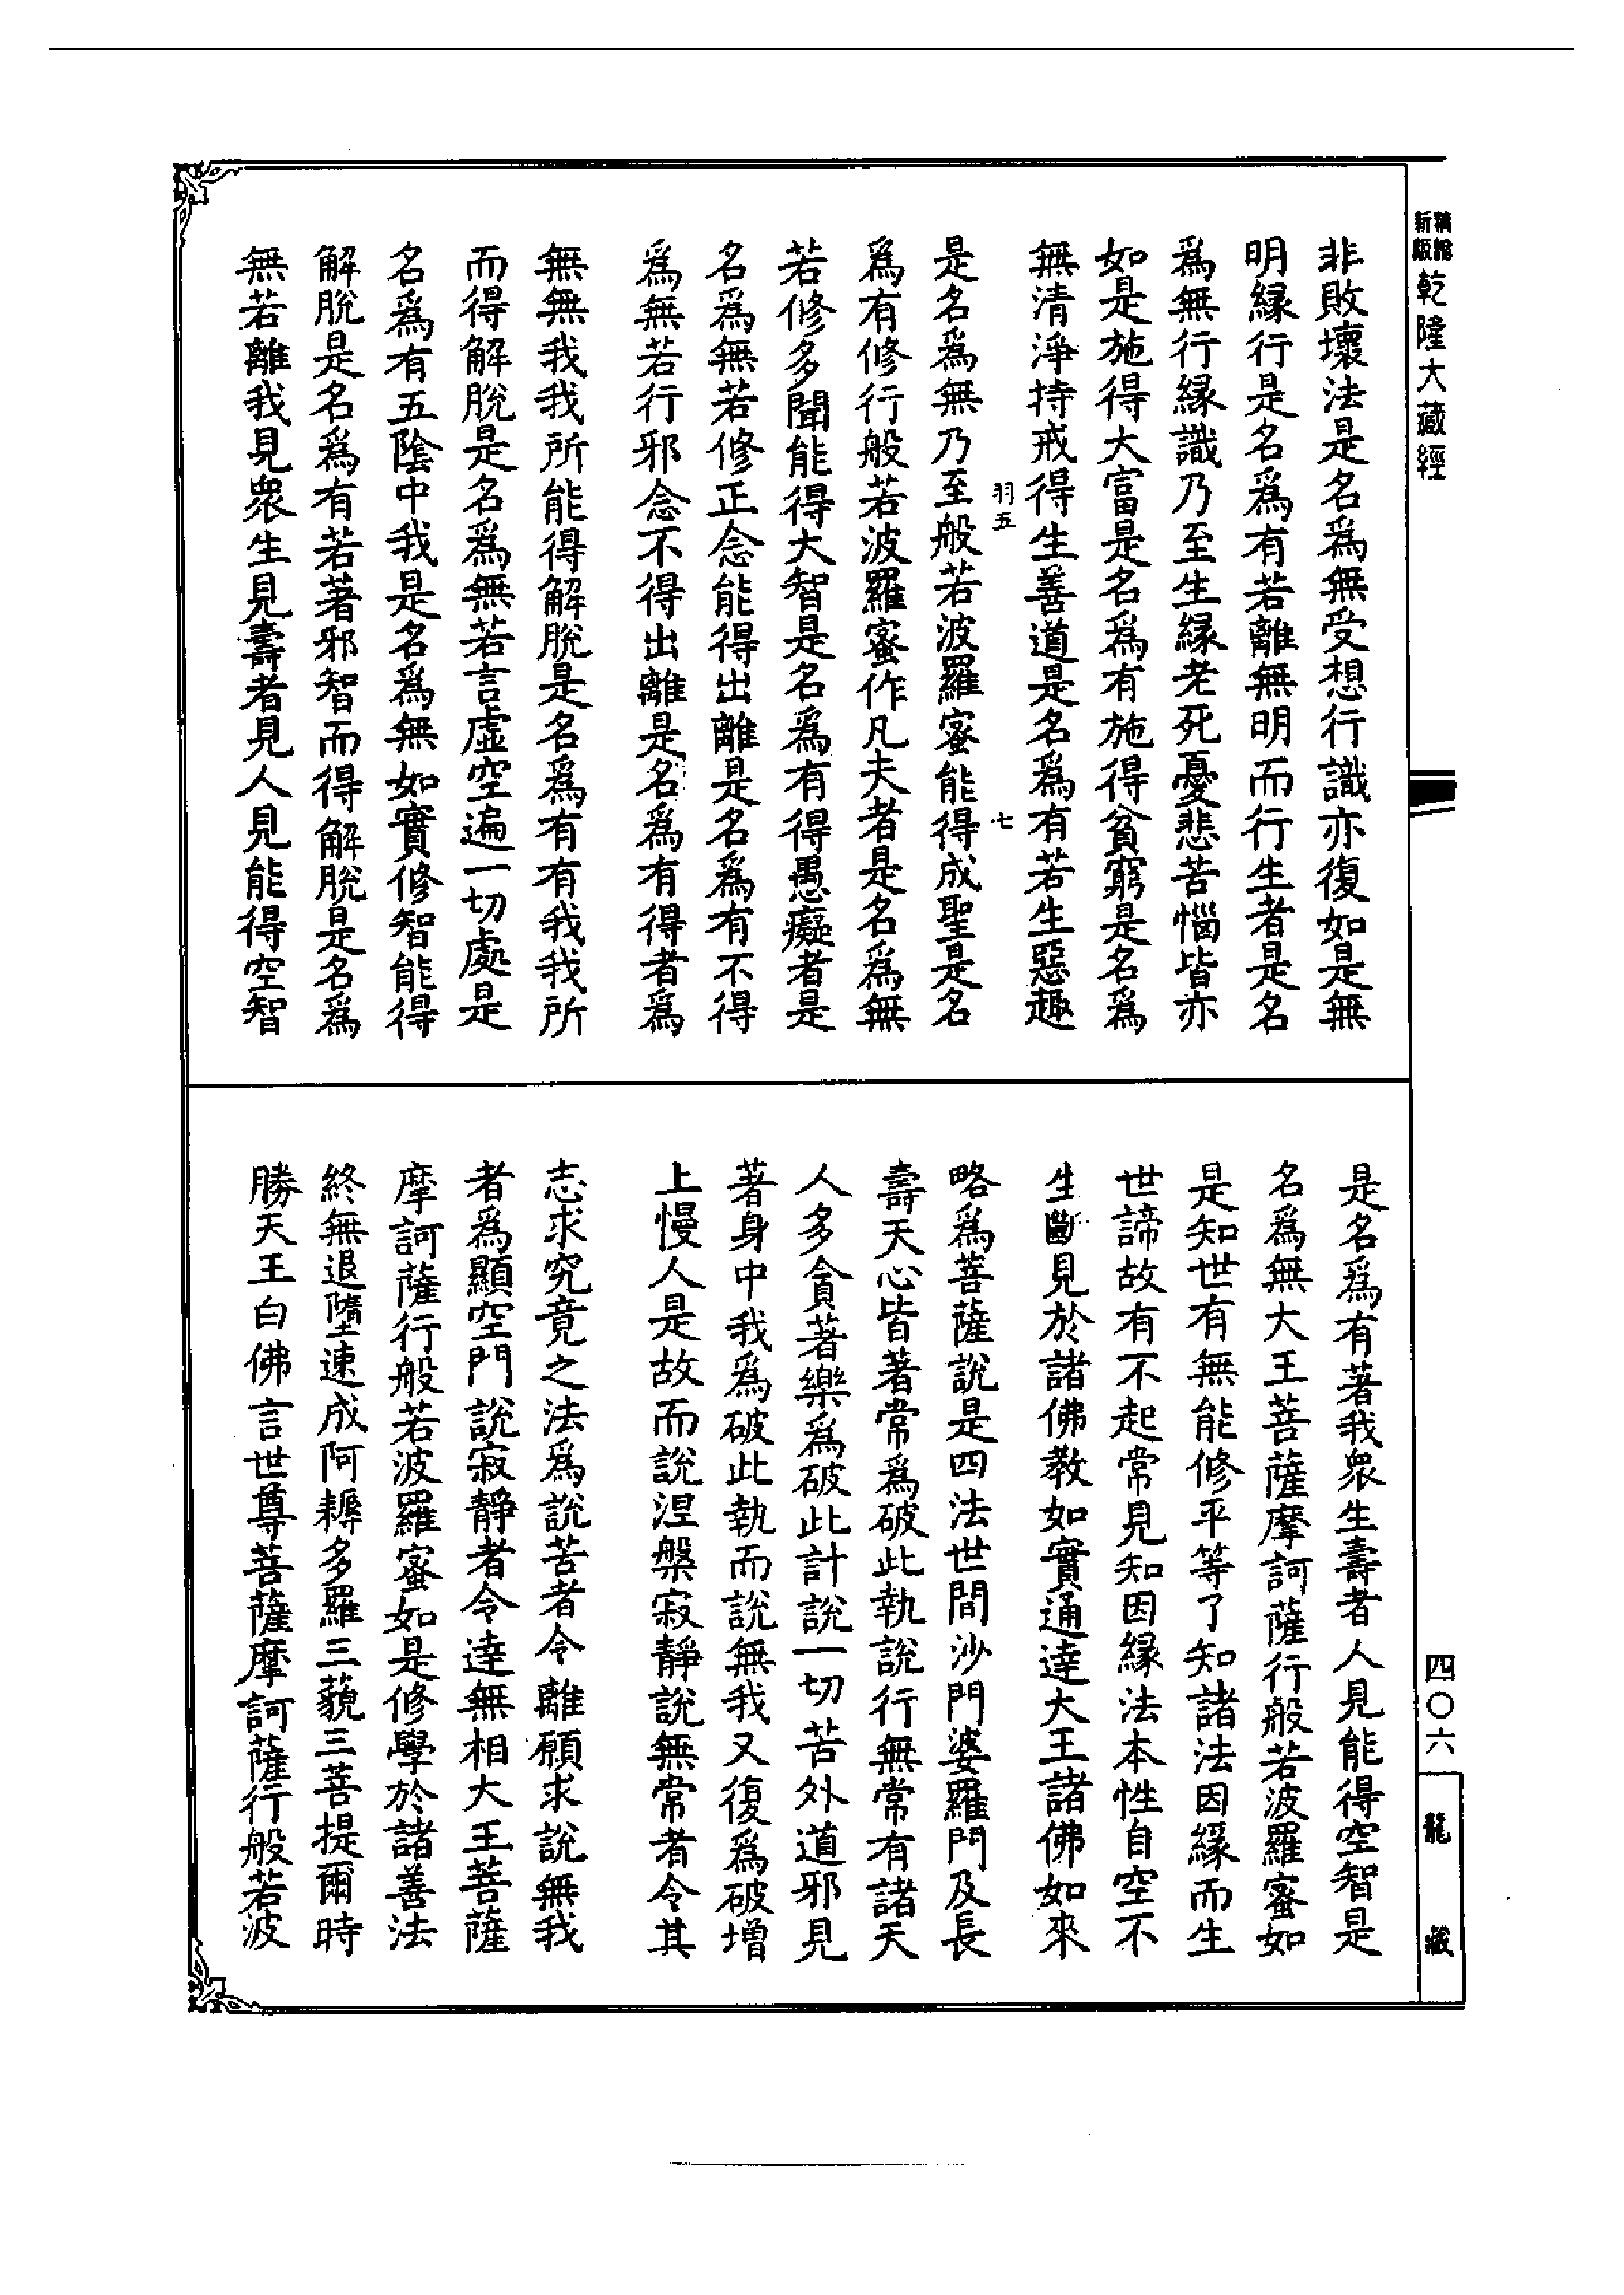 新版 精縮 乾隆大藏經
非敗壞法是名爲無受想行識亦復如是無
明緣行是名爲有若離無明而行生者是名
爲無行緣識乃至生緣老死憂悲苦惱皆亦
如是施得大富是名爲有施得貧窮是名爲
無清淨持戒得生善道是名爲有若生惡趣
羽五 七
是名爲無乃至般若波羅蜜能得成聖是名
爲有修行般若波羅蜜作凡夫者是名爲無
若修多聞能得大智是名爲有得愚癡者是
名爲無若修正念能得出離是名爲有不得
爲無若行邪念不得出離是名爲有得者爲
無無我我所能得解脫是名爲有有我我所
而得解脫是名爲無若言虛空遍一切處是
名爲有五陰中我是名爲無如實修智能得
解脫是名爲有若著邪智而得解脫是名爲
無若離我見衆生見壽者見人見能得空智
是名爲有著我衆生壽者人見能得空智是
名爲無大王菩薩摩訶薩行般若波羅蜜如
是知世有無能修平等了知諸法因緣而生
世諦故有不起常見知因緣法本性自空不
生斷見於諸佛教如實通達大王諸佛如來
略爲菩薩說是四法世間沙門婆羅門及長
壽天心皆著常爲破此執說行無常有諸天
人多貪著樂爲破此計說一切苦外道邪見
著身中我爲破此執而說無我又復爲破增
上慢人是故而說涅槃寂靜說無常者令其
志求究竟之法爲說苦者令離願求說無我
者爲顯空門說寂靜者令達無相大王菩薩
摩訶薩行般若波羅蜜如是修學於諸善法
終無退墮速成阿耨多羅三藐三菩提爾時
勝天王白佛言世尊菩薩摩訶薩行般若波
四〇六
龍藏